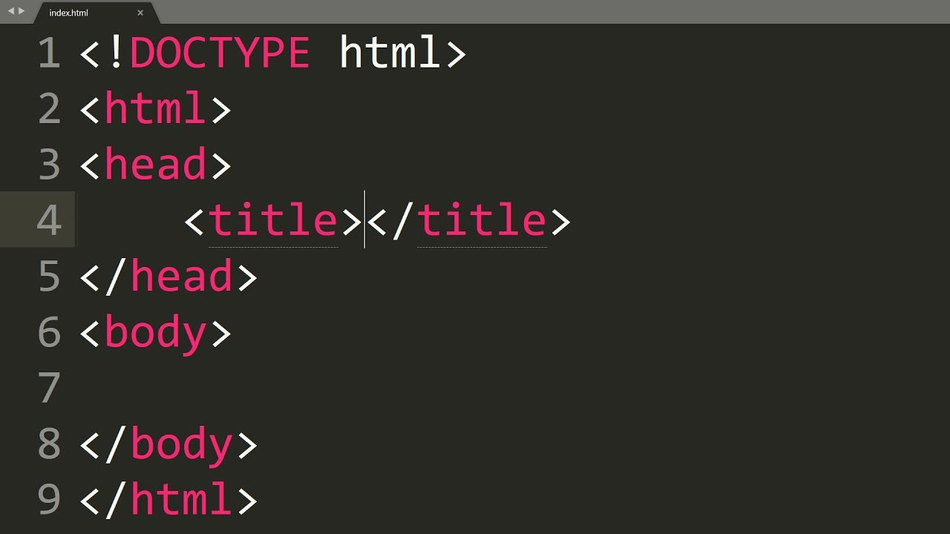 index.html
1 <!DOCTYPE html>
2 <html>
3 <head>
4     <title></title>
5 </head>
6 <body>
7
8 </body>
9 </html>